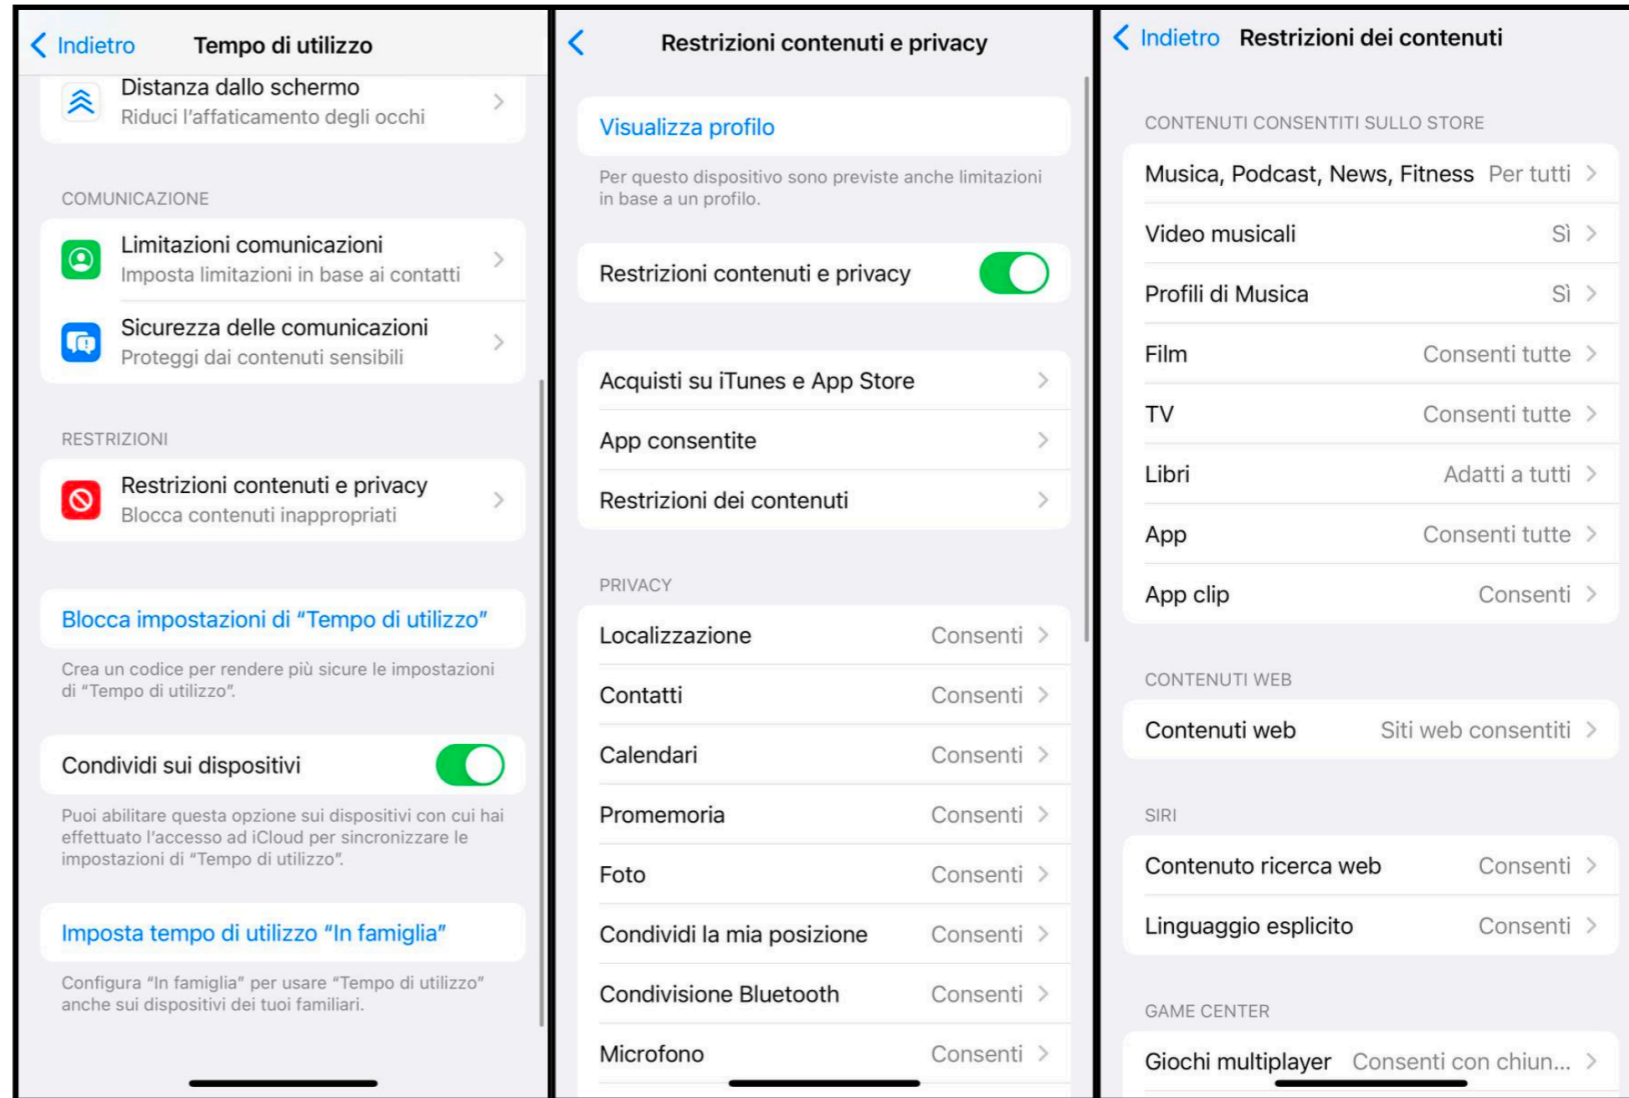 Indietro
Tempo di utilizzo
Distanza dallo schermo
Riduci l'affaticamento degli occhi
COMUNICAZIONE
Limitazioni comunicazioni
Imposta limitazioni in base ai contatti
Sicurezza delle comunicazioni
Proteggi dai contenuti sensibili
RESTRIZIONI
Restrizioni contenuti e privacy
Blocca contenuti inappropriati
Blocca impostazioni di “Tempo di utilizzo”
Crea un codice per rendere più sicure le impostazioni
di “Tempo di utilizzo”.
Condividi sui dispositivi
Puoi abilitare questa opzione sui dispositivi con cui hai
effettuato l'accesso ad iCloud per sincronizzare le
impostazioni di “Tempo di utilizzo”.
Imposta tempo di utilizzo “In famiglia”
Configura “In famiglia” per usare “Tempo di utilizzo”
anche sui dispositivi dei tuoi familiari.
Restrizioni contenuti e privacy
Visualizza profilo
Per questo dispositivo sono previste anche limitazioni
in base a un profilo.
Restrizioni contenuti e privacy
Acquisti su iTunes e App Store
App consentite
Restrizioni dei contenuti
PRIVACY
Localizzazione Consenti
Contatti Consenti
Calendari Consenti
Promemoria Consenti
Foto Consenti
Condividi la mia posizione Consenti
Condivisione Bluetooth Consenti
Microfono Consenti
Indietro
Restrizioni dei contenuti
CONTENUTI CONSENTITI SULLO STORE
Musica, Podcast, News, Fitness Per tutti
Video musicali Sì
Profili di Musica Sì
Film Consenti tutte
TV Consenti tutte
Libri Adatti a tutti
App Consenti tutte
App clip Consenti
CONTENUTI WEB
Contenuti web Siti web consentiti
SIRI
Contenuto ricerca web Consenti
Linguaggio esplicito Consenti
GAME CENTER
Giochi multiplayer Consenti con chiun...